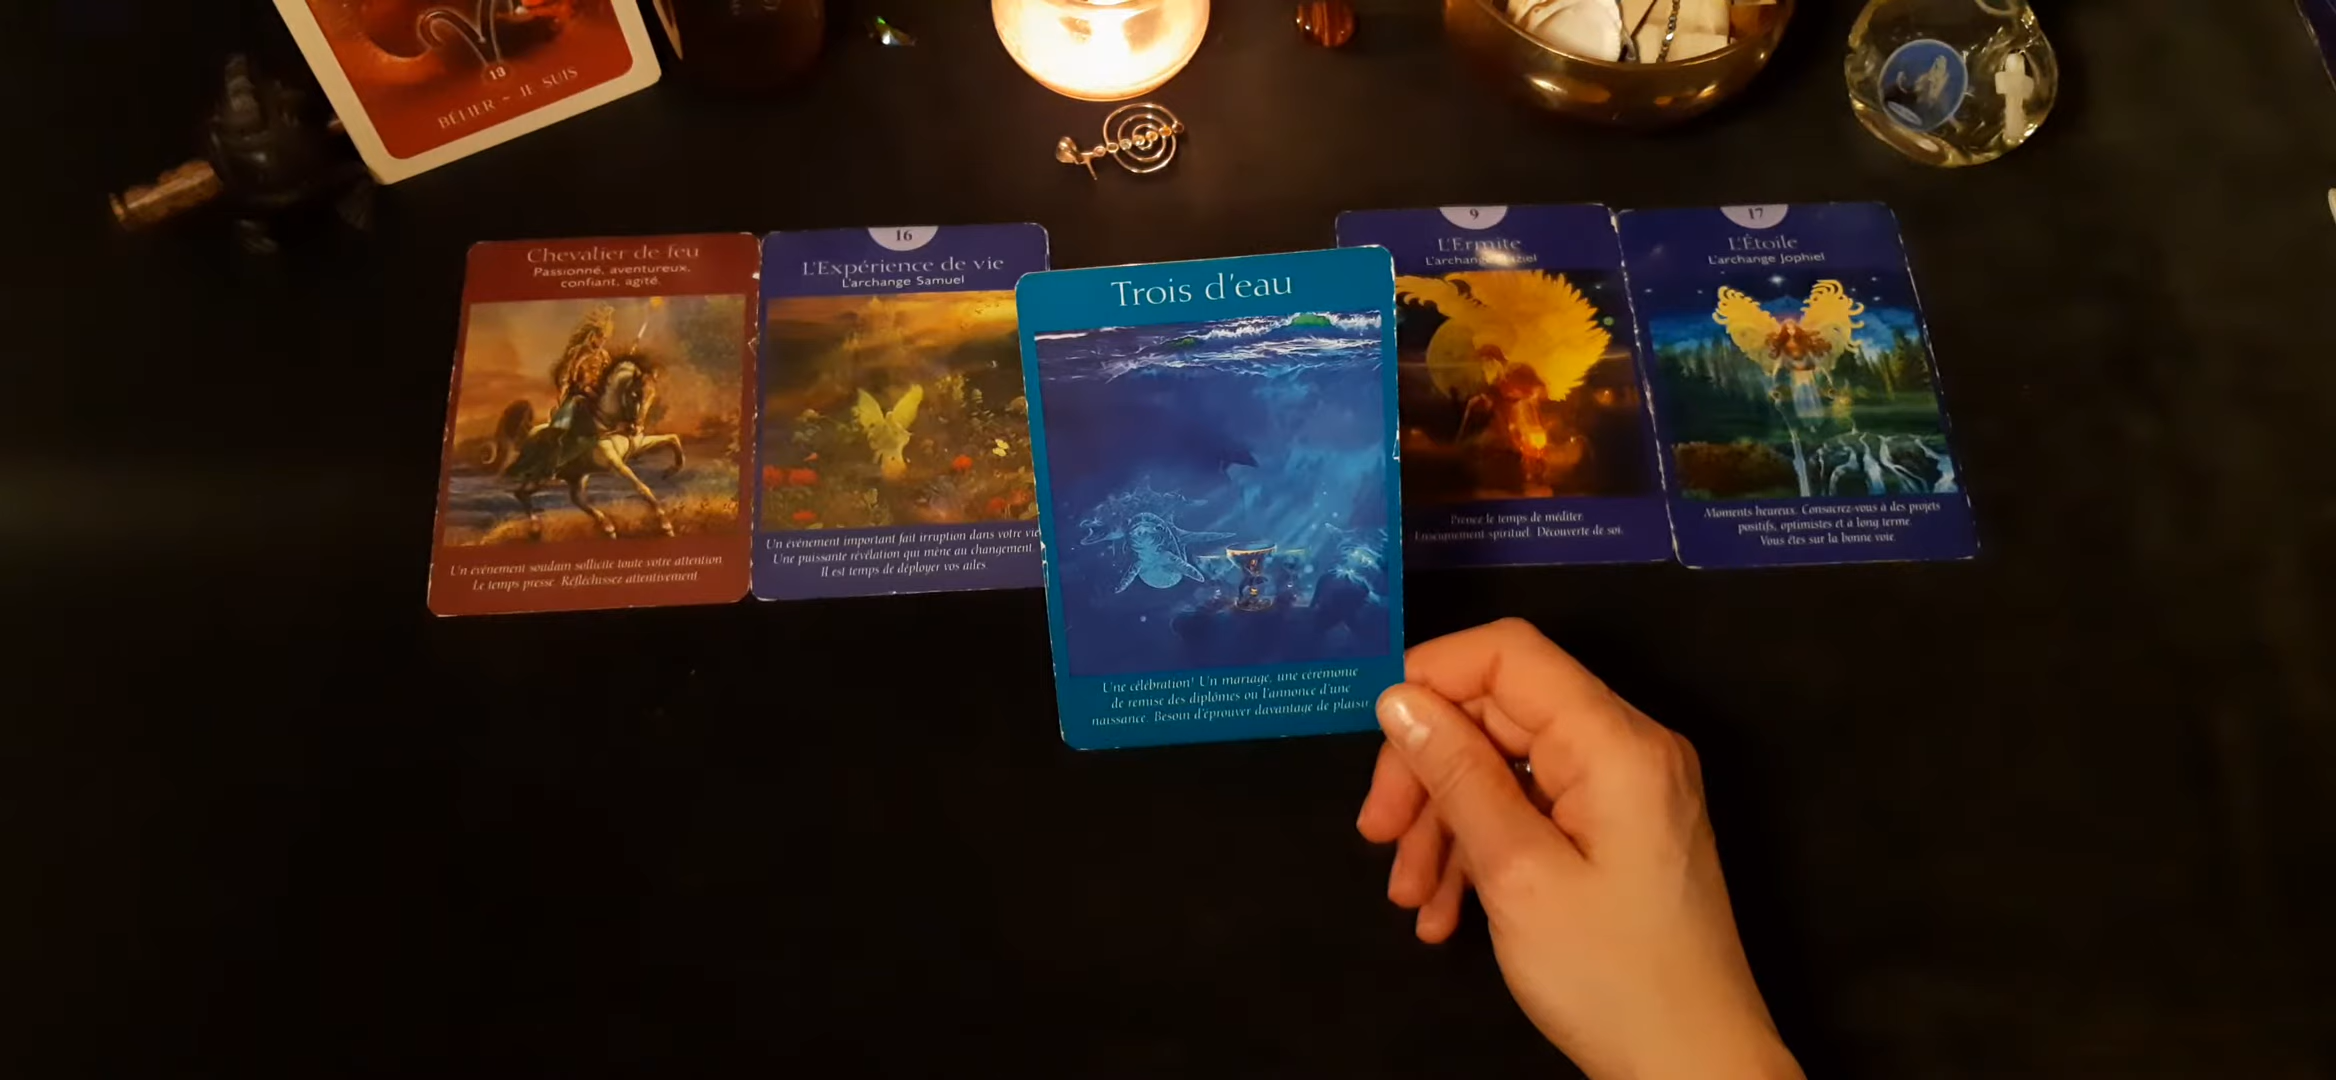 13
BÉLIER ~ JE SUIS
Chevalier de feu
Passionné, aventureux,
confiant, agité.
Un événement soudain sollicite toute votre attention.
Le temps presse. Réfléchissez attentivement.
16
L'Expérience de vie
L'archange Samuel
Un événement important fait irruption dans votre vie
Une puissante révélation qui mène au changement.
Il est temps de déployer vos ailes.
Trois d'eau
Une célébration! Un mariage, une cérémonie
de remise des diplômes ou l'annonce d'une
naissance. Besoin d'éprouver davantage de plaisir
9
L'Ermite
L'archange
Prenez le temps de méditer.
Enseignement spirituel. Découverte de soi.
17
L'Étoile
L'archange Jophiel
Moments heureux. Consacrez-vous à des projets
positifs, optimistes et à long terme.
Vous êtes sur la bonne voie.